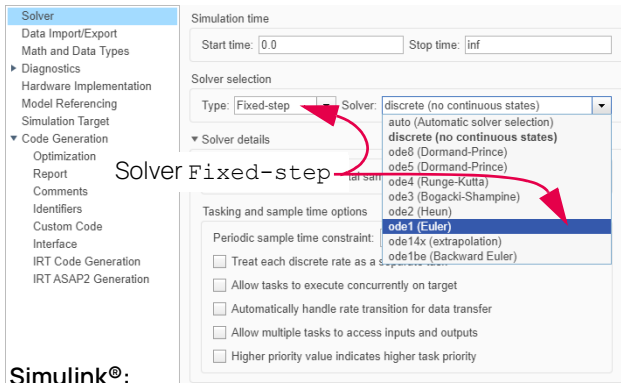 Solver
Data Import/Export
Math and Data Types
Diagnostics
Hardware Implementation
Model Referencing
Simulation Target
Code Generation
Optimization
Report
Comments
Identifiers
Custom Code
Interface
IRT Code Generation
IRT ASAP2 Generation
Simulation time
Start time: 0.0 Stop time: inf
Solver selection
Type: Fixed-step Solver: discrete (no continuous states)
auto (Automatic solver selection)
discrete (no continuous states)
ode8 (Dormand-Prince)
ode5 (Dormand-Prince)
ode4 (Runge-Kutta)
ode3 (Bogacki-Shampine)
ode2 (Heun)
ode1 (Euler)
ode14x (extrapolation)
ode1be (Backward Euler)
Solver details
Solver Fixed-step
Tasking and sample time options
Periodic sample time constraint:
Treat each discrete rate as a separate task
Allow tasks to execute concurrently on target
Automatically handle rate transition for data transfer
Allow multiple tasks to access inputs and outputs
Higher priority value indicates higher task priority
Simulink®: